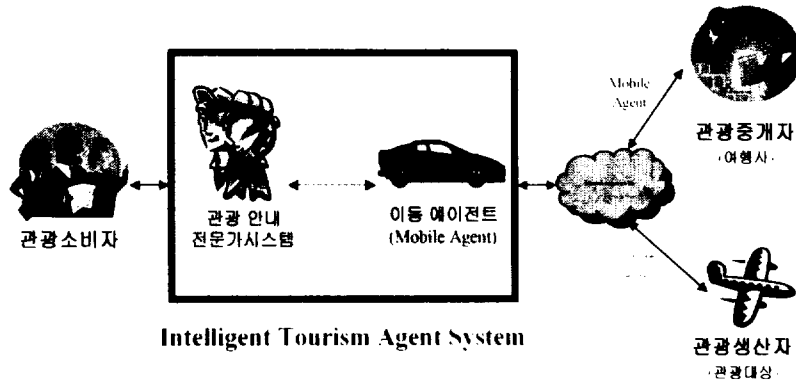 관광소비자
관광 안내
전문가시스템
이동 에이전트
(Mobile Agent)
Intelligent Tourism Agent System
Mobile
Agent
관광중개자
·여행사·
관광생산자
·관광대상·